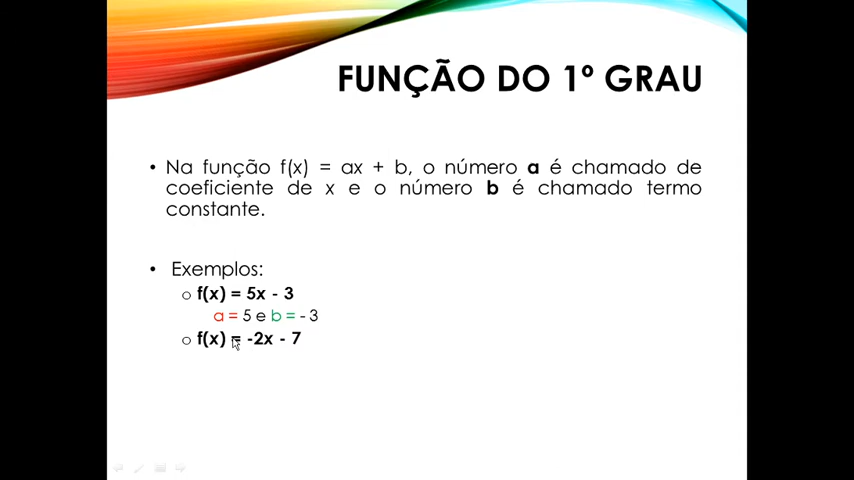 FUNÇÃO DO 1º GRAU
• Na função f(x) = ax + b, o número a é chamado de
coeficiente de x e o número b é chamado termo
constante.
• Exemplos:
o f(x) = 5x - 3
a = 5 e b = - 3
o f(x) = -2x - 7